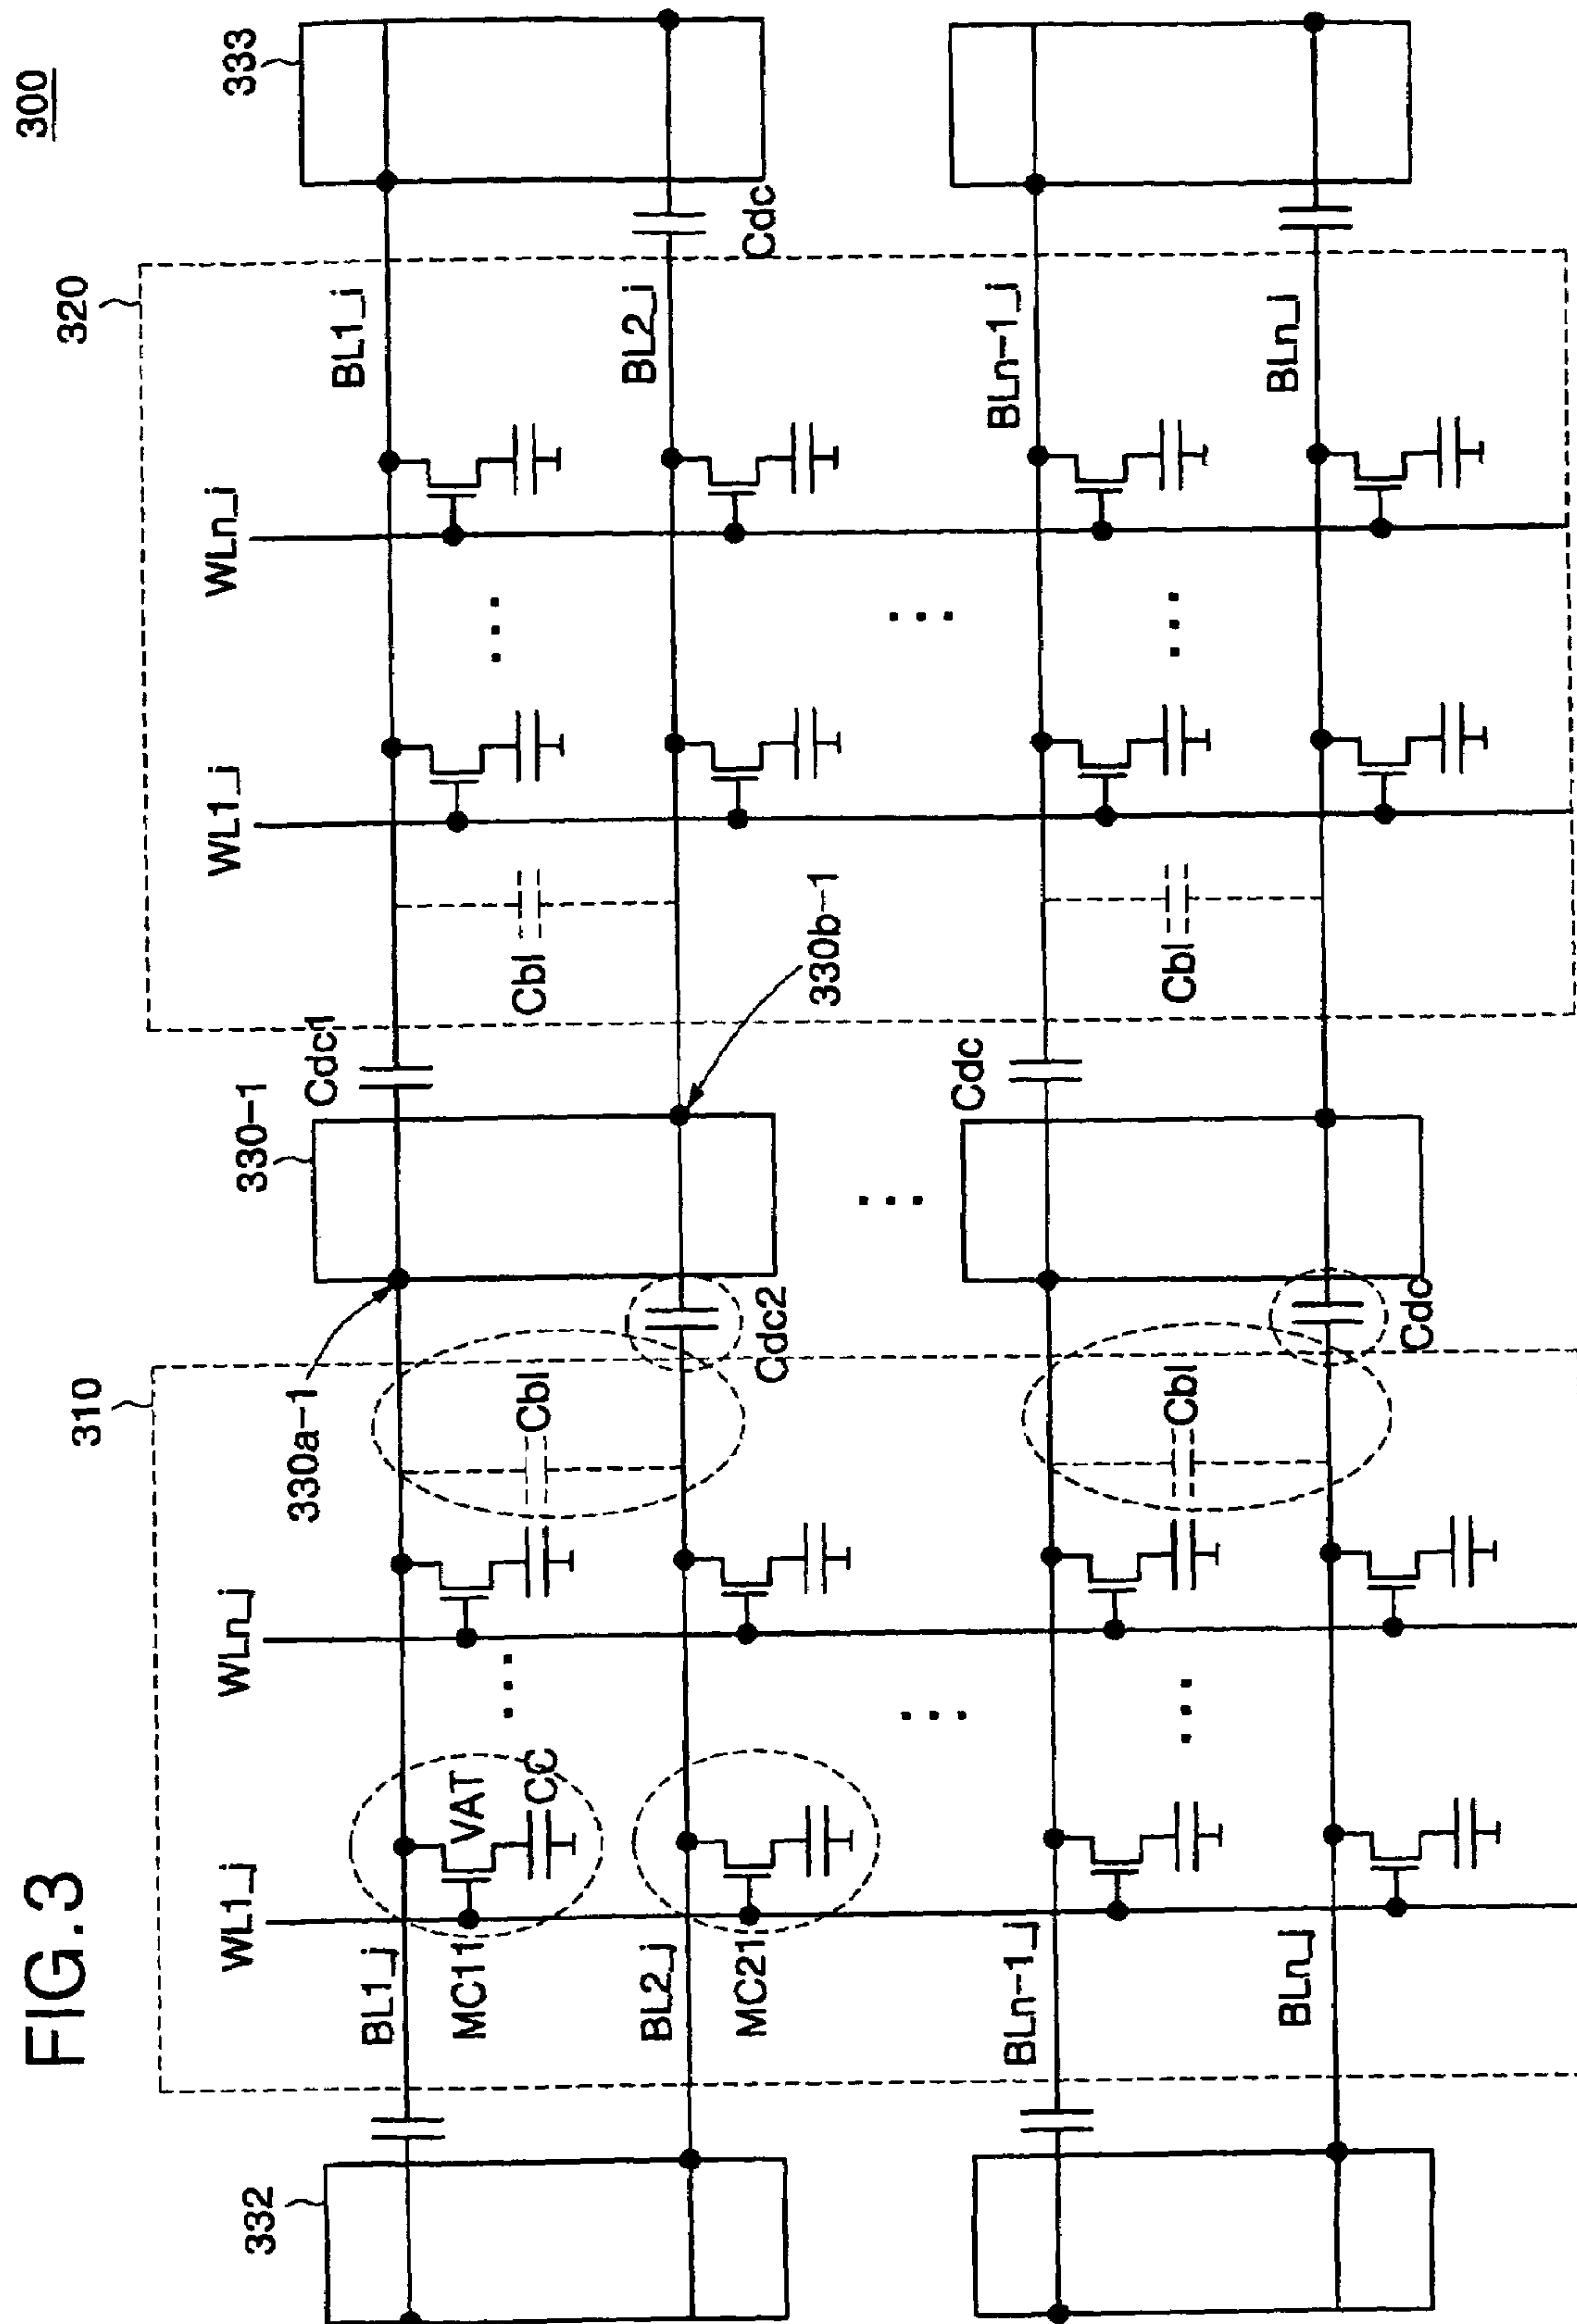 FIG.3
300
310
320
WL1_j
WLn_j
WL1_i
WLn_i
332
330-1
333
330a-1
Cdc1
BL1_j
BL1_i
MC11
VAT
CC
Cbl
Cbl
BL2_j
BL2_i
MC21
Cdc2
330b-1
Cdc
BLn-1_j
Cdc
BLn-1_i
Cbl
Cbl
BLn_j
BLn_i
Cdc